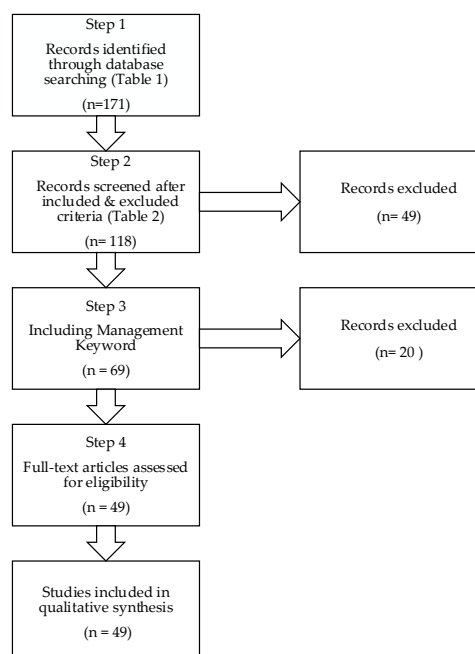 Step 1
Records identified
through database
searching (Table 1)
(n=171)
Step 2
Records screened after
included & excluded
criteria (Table 2)
(n= 118)
Records excluded
(n= 49)
Step 3
Including Management
Keyword
(n = 69)
Records excluded
(n= 20 )
Step 4
Full-text articles assessed
for eligibility
(n = 49)
Studies included in
qualitative synthesis
(n = 49)